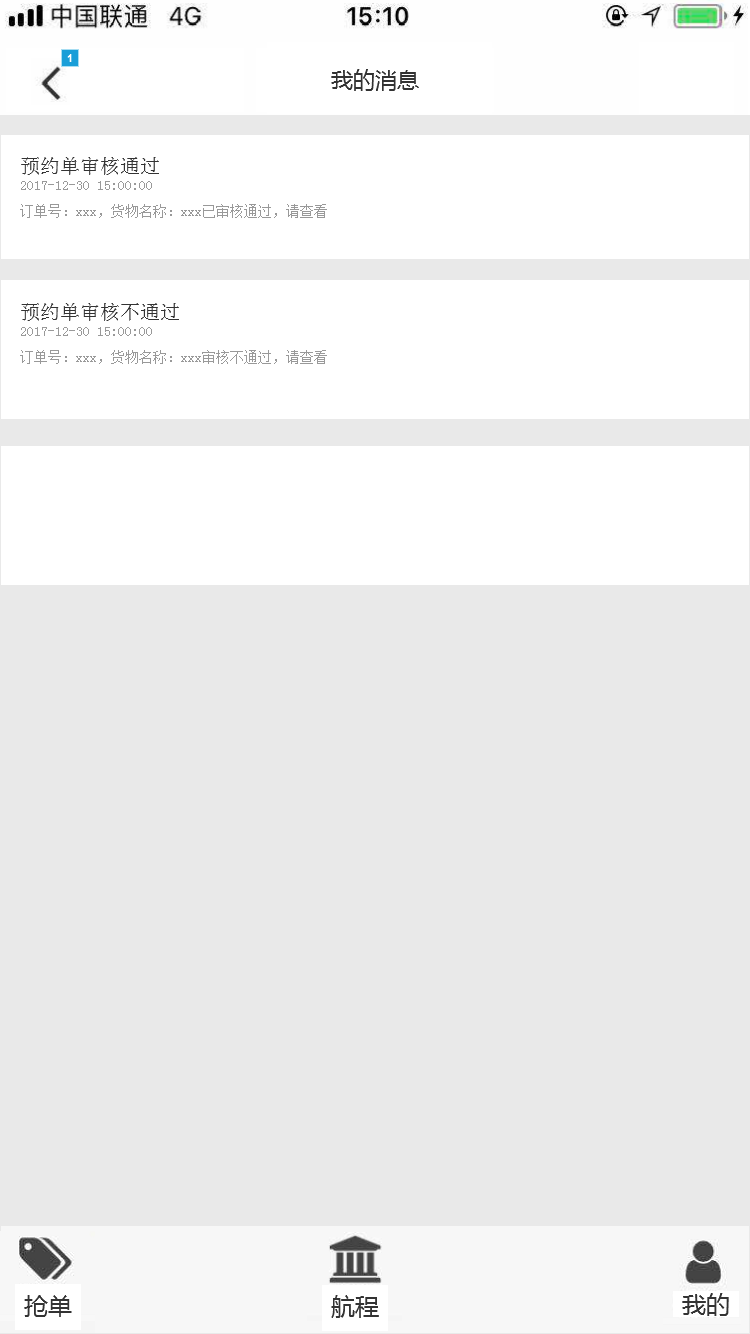 中国联通 4G 15:10
1
我的消息
预约单审核通过
2017-12-30 15:00:00
订单号：xxx，货物名称：xxx已审核通过，请查看
预约单审核不通过
2017-12-30 15:00:00
订单号：xxx，货物名称：xxx审核不通过，请查看
抢单 航程 我的